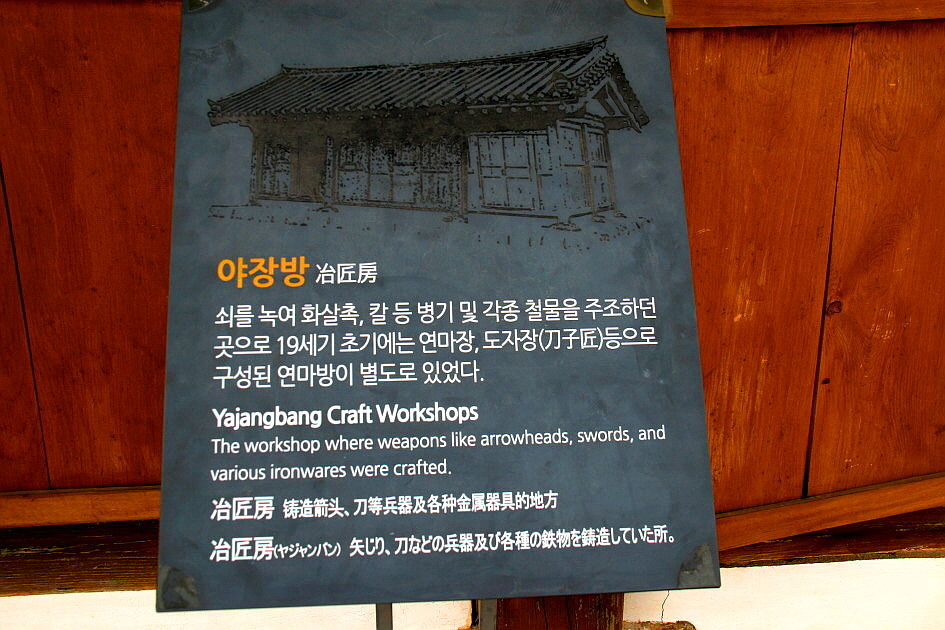 야장방 冶匠房
쇠를 녹여 화살촉, 칼 등 병기 및 각종 철물을 주조하던
곳으로 19세기 초기에는 연마장, 도자장(刀子匠)등으로
구성된 연마방이 별도로 있었다.
Yajangbang Craft Workshops
The workshop where weapons like arrowheads, swords, and
various ironwares were crafted.
冶匠房 铸造箭头、刀等兵器及各种金属器具的地方
冶匠房(ヤジャンバン) 矢じり、刀などの兵器及び各種の鉄物を鋳造していた所。